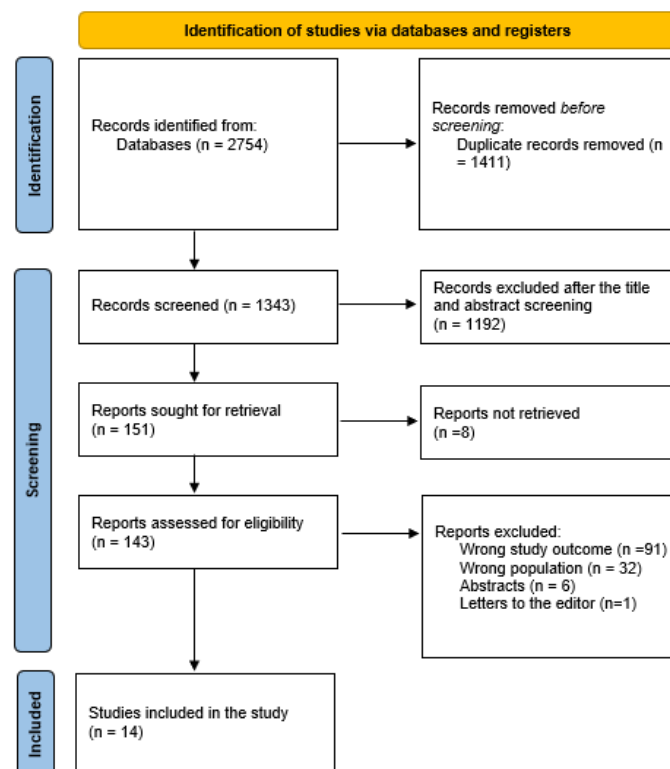 Identification of studies via databases and registers
Identification
Records identified from:
Databases (n = 2754)
Records removed before
screening:
Duplicate records removed (n
= 1411)
Screening
Records screened (n = 1343)
Records excluded after the title
and abstract screening
(n = 1192)
Reports sought for retrieval
(n = 151)
Reports not retrieved
(n =8)
Reports assessed for eligibility
(n = 143)
Reports excluded:
Wrong study outcome (n =91)
Wrong population (n = 32)
Abstracts (n = 6)
Letters to the editor (n=1)
Included
Studies included in the study
(n = 14)